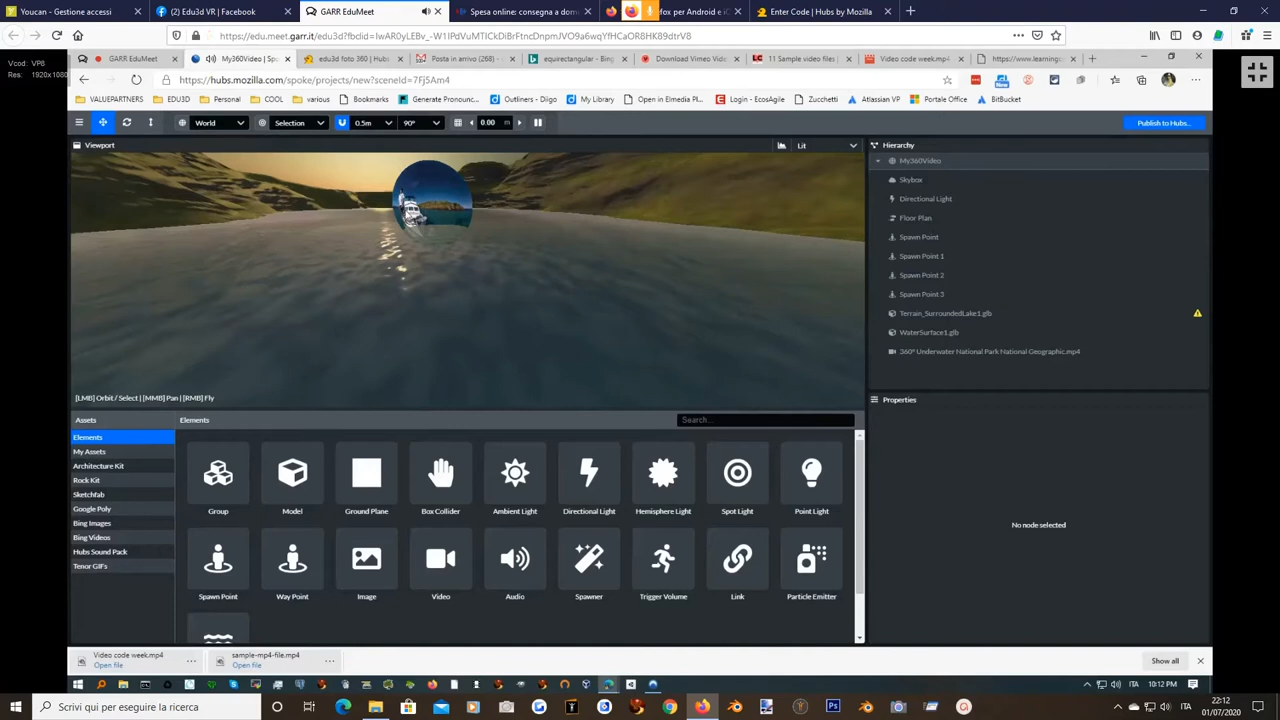 Youcan - Gestione accessi
(2) Edu3d VR | Facebook
GARR EduMeet
Spesa online: consegna a dom
fox per Android e i
Enter Code | Hubs by Mozilla
https://edu.meet.garr.it/edu3d?fbclid=
Vcod: VP8
Res: 1920x1080
GARR EduMeet
My360Video | Sp
edu3d foto 360 | Hub
Posta in arrivo (268)
equirectangular - Bing
Download Vimeo Vide
11 Sample video files
Video code week.mp4
https://www.learningc
https://hubs.mozilla.com/spoke/projects/new?sceneId=7Fj5Am4
VALUEPARTNERS
EDU3D
Personal
COOL
various
Bookmarks
Generate Pronounc...
Outliners - Diigo
My Library
Open in Elmedia Pl...
Login - EcosAgile
Zucchetti
Atlassian VP
Portale Office
BitBucket
World
Selection
0.5m
90°
0.00 m
Publish to Hubs...
Viewport
Lit
Hierarchy
My360Video
Skybox
Directional Light
Floor Plan
Spawn Point
Spawn Point 1
Spawn Point 2
Spawn Point 3
Terrain_SurroundedLake1.glb
WaterSurface1.glb
360° Underwater National Park National Geographic.mp4
[LMB] Orbit / Select | [MMB] Pan | [RMB] Fly
Properties
No node selected
Assets
Elements
Search...
Elements
My Assets
Architecture Kit
Rock Kit
Sketchfab
Google Poly
Bing Images
Bing Videos
Hubs Sound Pack
Tenor GIFs
Group
Model
Ground Plane
Box Collider
Ambient Light
Directional Light
Hemisphere Light
Spot Light
Point Light
Spawn Point
Way Point
Image
Video
Audio
Spawner
Trigger Volume
Link
Particle Emitter
Video code week.mp4
Open file
sample-mp4-file.mp4
Open file
Show all
ITA
10:12 PM
Scrivi qui per eseguire la ricerca
ITA
22:12
01/07/2020